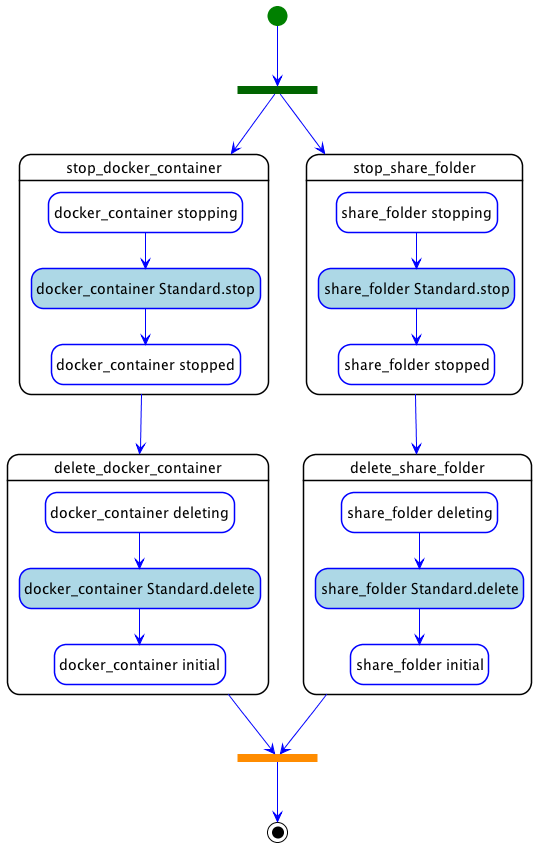 stop_docker_container
docker_container stopping
docker_container Standard.stop
docker_container stopped
stop_share_folder
share_folder stopping
share_folder Standard.stop
share_folder stopped
delete_docker_container
docker_container deleting
docker_container Standard.delete
docker_container initial
delete_share_folder
share_folder deleting
share_folder Standard.delete
share_folder initial